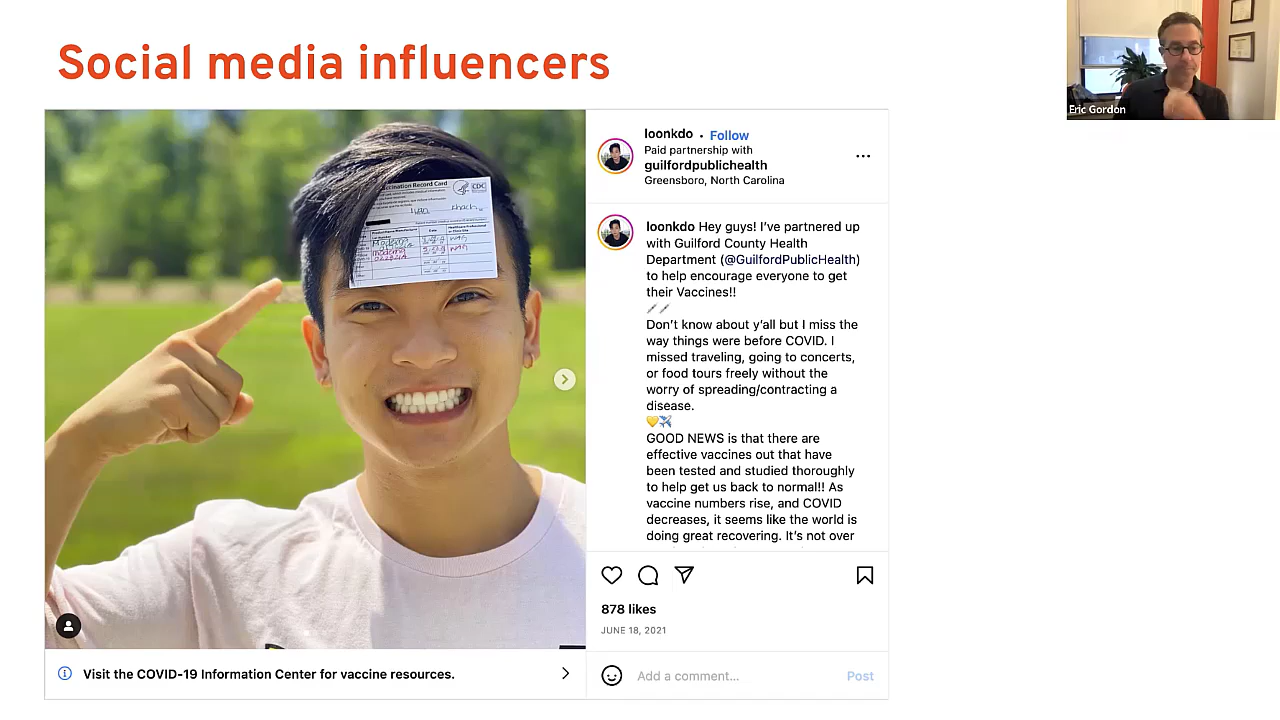 Social media influencers
Eric Gordon
Vaccination Record Card
CDC
Date
loonkdo • Follow
Paid partnership with
guilfordpublichealth
Greensboro, North Carolina
loonkdo Hey guys! I've partnered up
with Guilford County Health
Department (@GuilfordPublicHealth)
to help encourage everyone to get
their Vaccines!!
Don't know about y'all but I miss the
way things were before COVID. I
missed traveling, going to concerts,
or food tours freely without the
worry of spreading/contracting a
disease.
GOOD NEWS is that there are
effective vaccines out that have
been tested and studied thoroughly
to help get us back to normal!! As
vaccine numbers rise, and COVID
decreases, it seems like the world is
doing great recovering. It's not over
878 likes
JUNE 18, 2021
Visit the COVID-19 Information Center for vaccine resources.
Add a comment...
Post